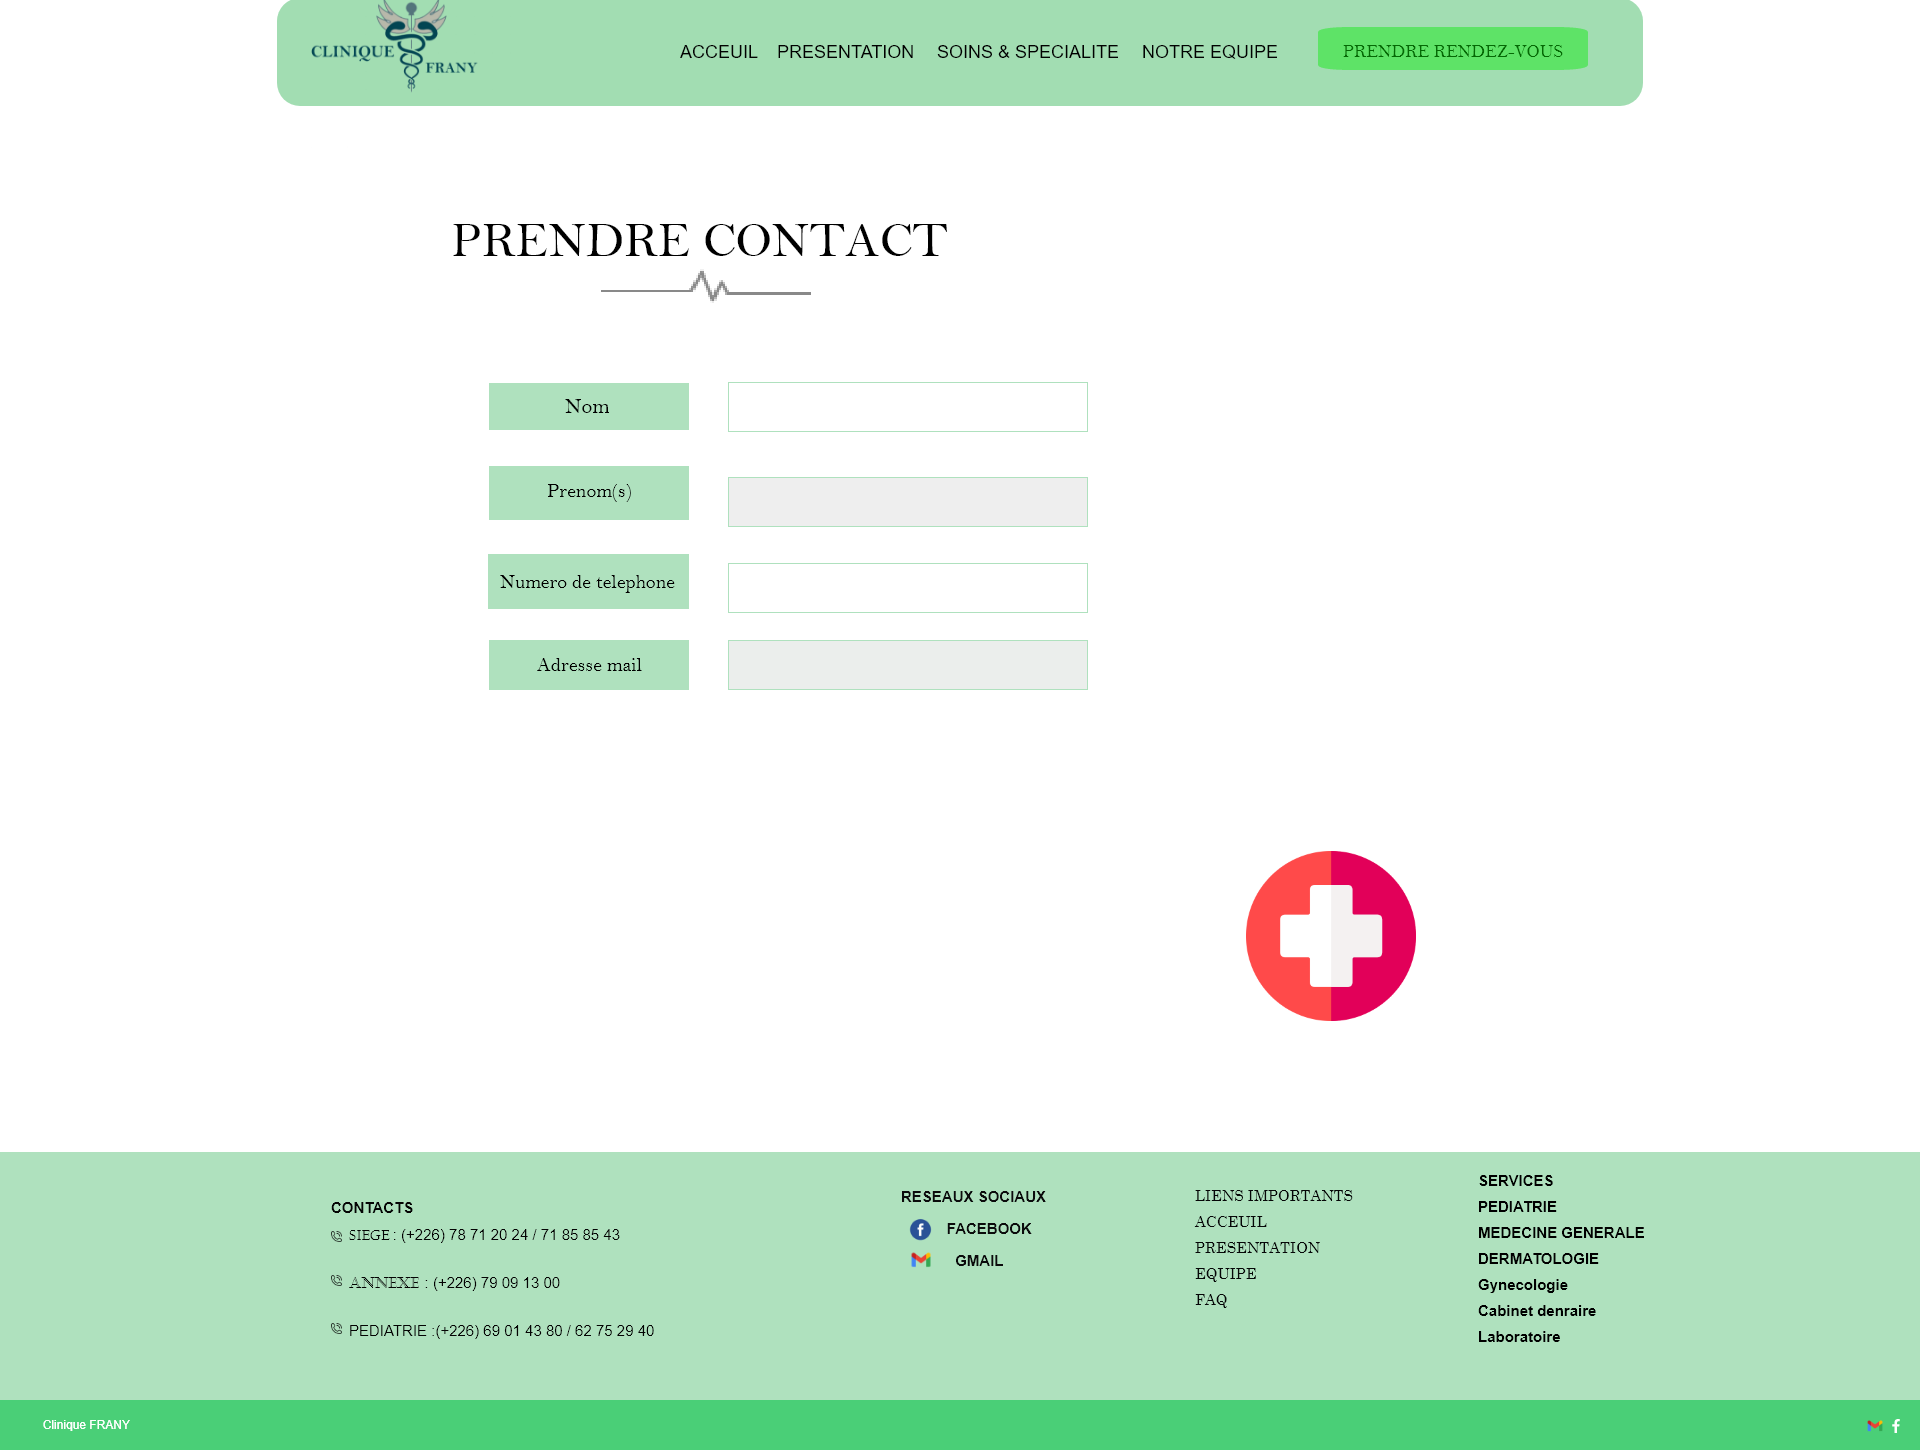 CLINIQUE
FRANY
ACCEUIL PRESENTATION SOINS & SPECIALITE NOTRE EQUIPE PRENDRE RENDEZ-VOUS
PRENDRE CONTACT
Nom
Prenom(s)
Numero de telephone
Adresse mail
CONTACTS
SIEGE : (+226) 78 71 20 24 / 71 85 85 43
ANNEXE : (+226) 79 09 13 00
PEDIATRIE :(+226) 69 01 43 80 / 62 75 29 40
RESEAUX SOCIAUX
FACEBOOK
GMAIL
LIENS IMPORTANTS
ACCEUIL
PRESENTATION
EQUIPE
FAQ
SERVICES
PEDIATRIE
MEDECINE GENERALE
DERMATOLOGIE
Gynecologie
Cabinet denraire
Laboratoire
Clinique FRANY